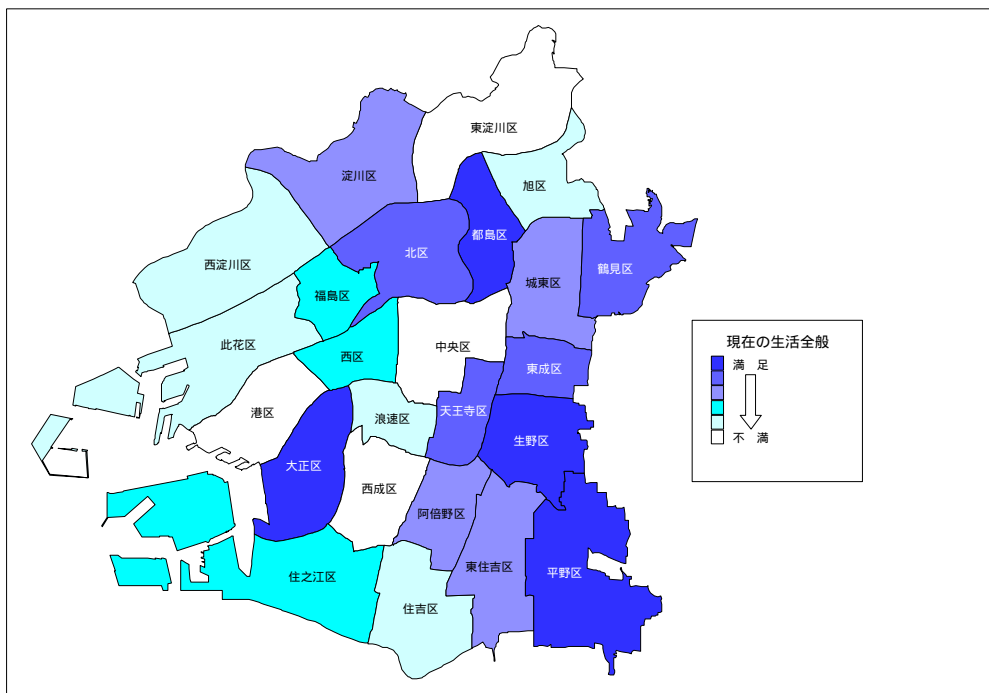 東淀川区
淀川区
旭区
都島区
北区
西淀川区
鶴見区
城東区
福島区
此花区
中央区
西区
東成区
港区
浪速区
天王寺区
生野区
大正区
西成区
阿倍野区
東住吉区
平野区
住之江区
住吉区
現在の生活全般
満 足
不 満